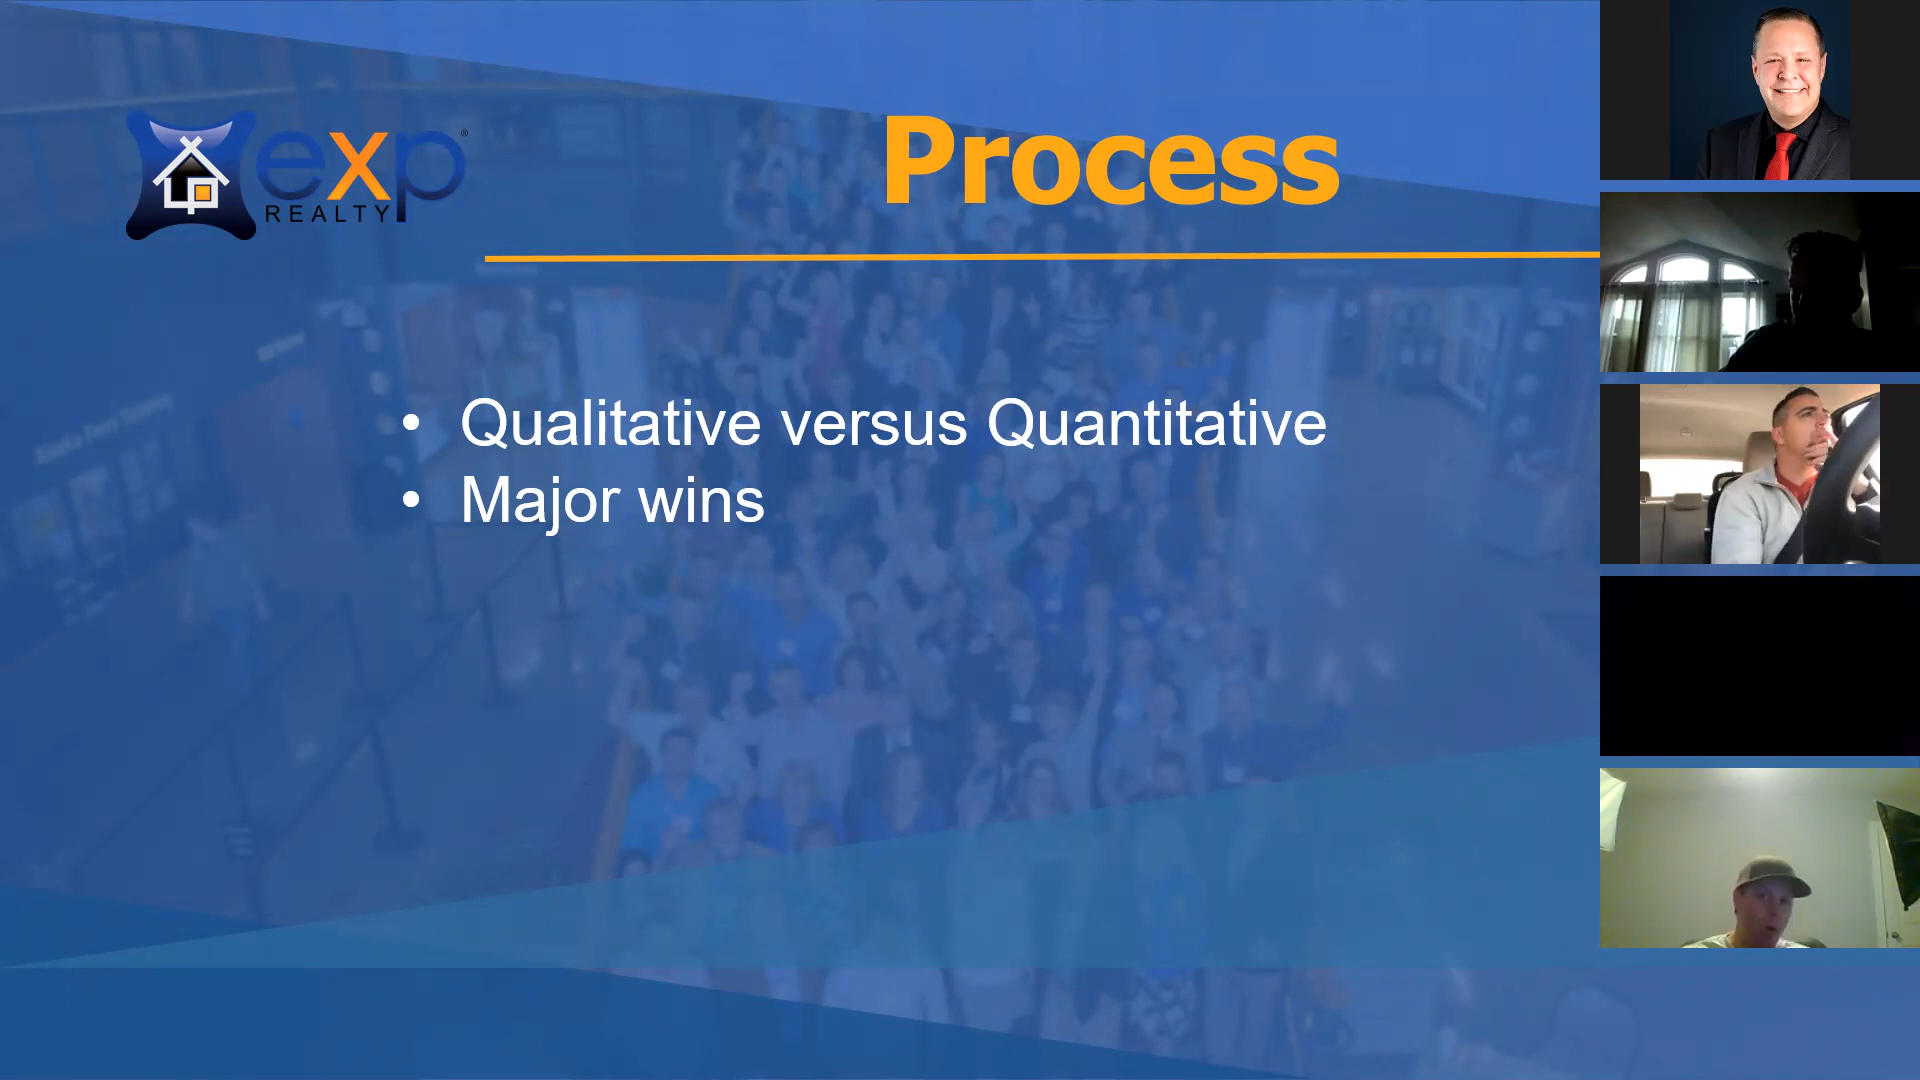 exp®
REALTY
Process
• Qualitative versus Quantitative
• Major wins